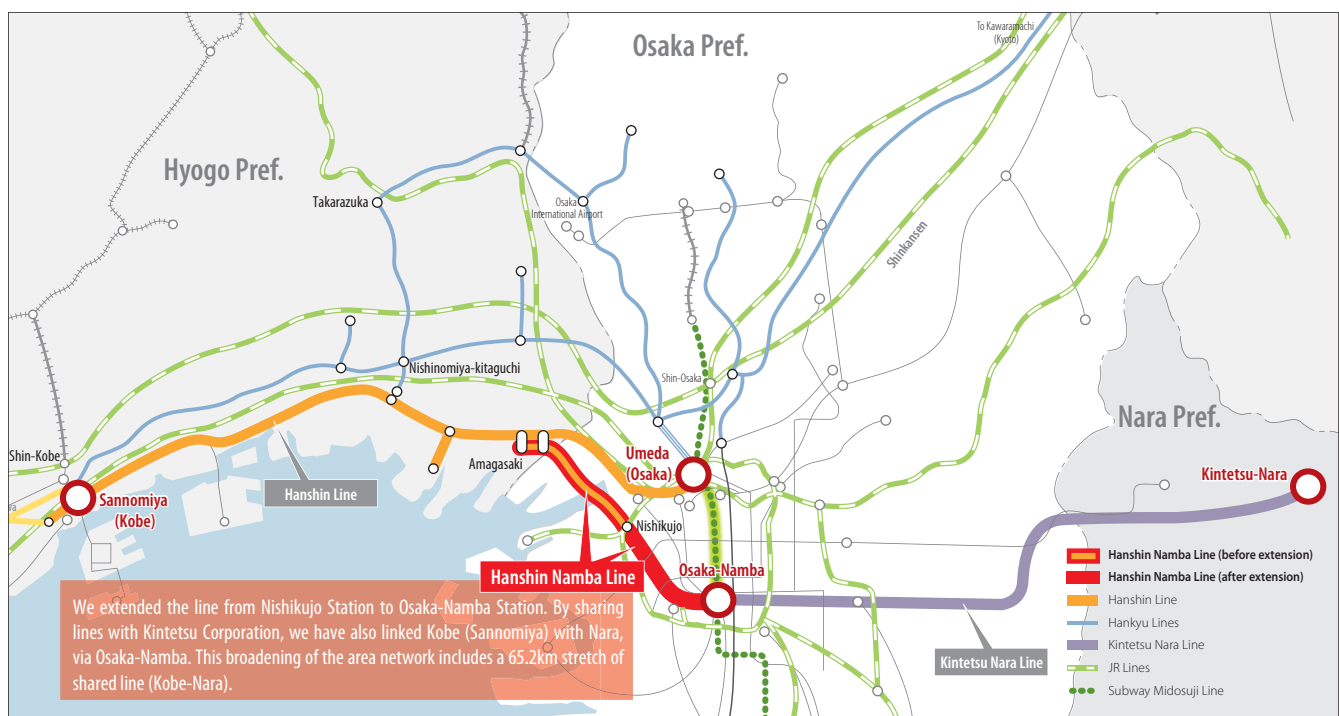 To Kawaramachi
(Kyoto)
Osaka Pref.
Hyogo Pref.
Takarazuka
Osaka
International Airport
Shinkansen
Nishinomiya-kitaguchi
Shin-Osaka
Nara Pref.
Shin-Kobe
Umeda
(Osaka)
Amagasaki
Kintetsu-Nara
Sannomiya
(Kobe)
Hanshin Line
Nishikujo
Osaka-Namba
Hanshin Namba Line
We extended the line from Nishikujo Station to Osaka-Namba Station. By sharing
lines with Kintetsu Corporation, we have also linked Kobe (Sannomiya) with Nara,
via Osaka-Namba. This broadening of the area network includes a 65.2km stretch of
shared line (Kobe-Nara).
Kintetsu Nara Line
Hanshin Namba Line (before extension)
Hanshin Namba Line (after extension)
Hanshin Line
Hankyu Lines
Kintetsu Nara Line
JR Lines
Subway Midosuji Line